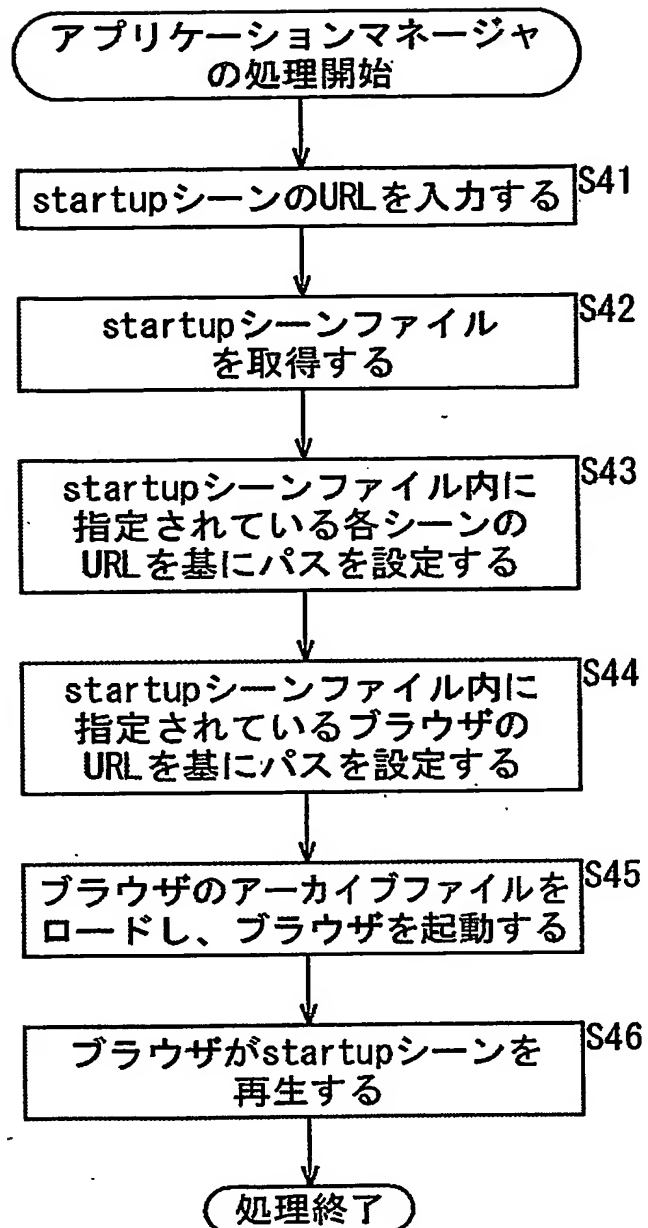 アプリケーションマネージャ
の処理開始
S41
startupシーンのURLを入力する
S42
startupシーンファイル
を取得する
S43
startupシーンファイル内に
指定されている各シーンの
URLを基にパスを設定する
S44
startupシーンファイル内に
指定されているブラウザの
URLを基にパスを設定する
S45
ブラウザのアーカイブファイルを
ロードし、ブラウザを起動する
S46
ブラウザがstartupシーンを
再生する
処理終了